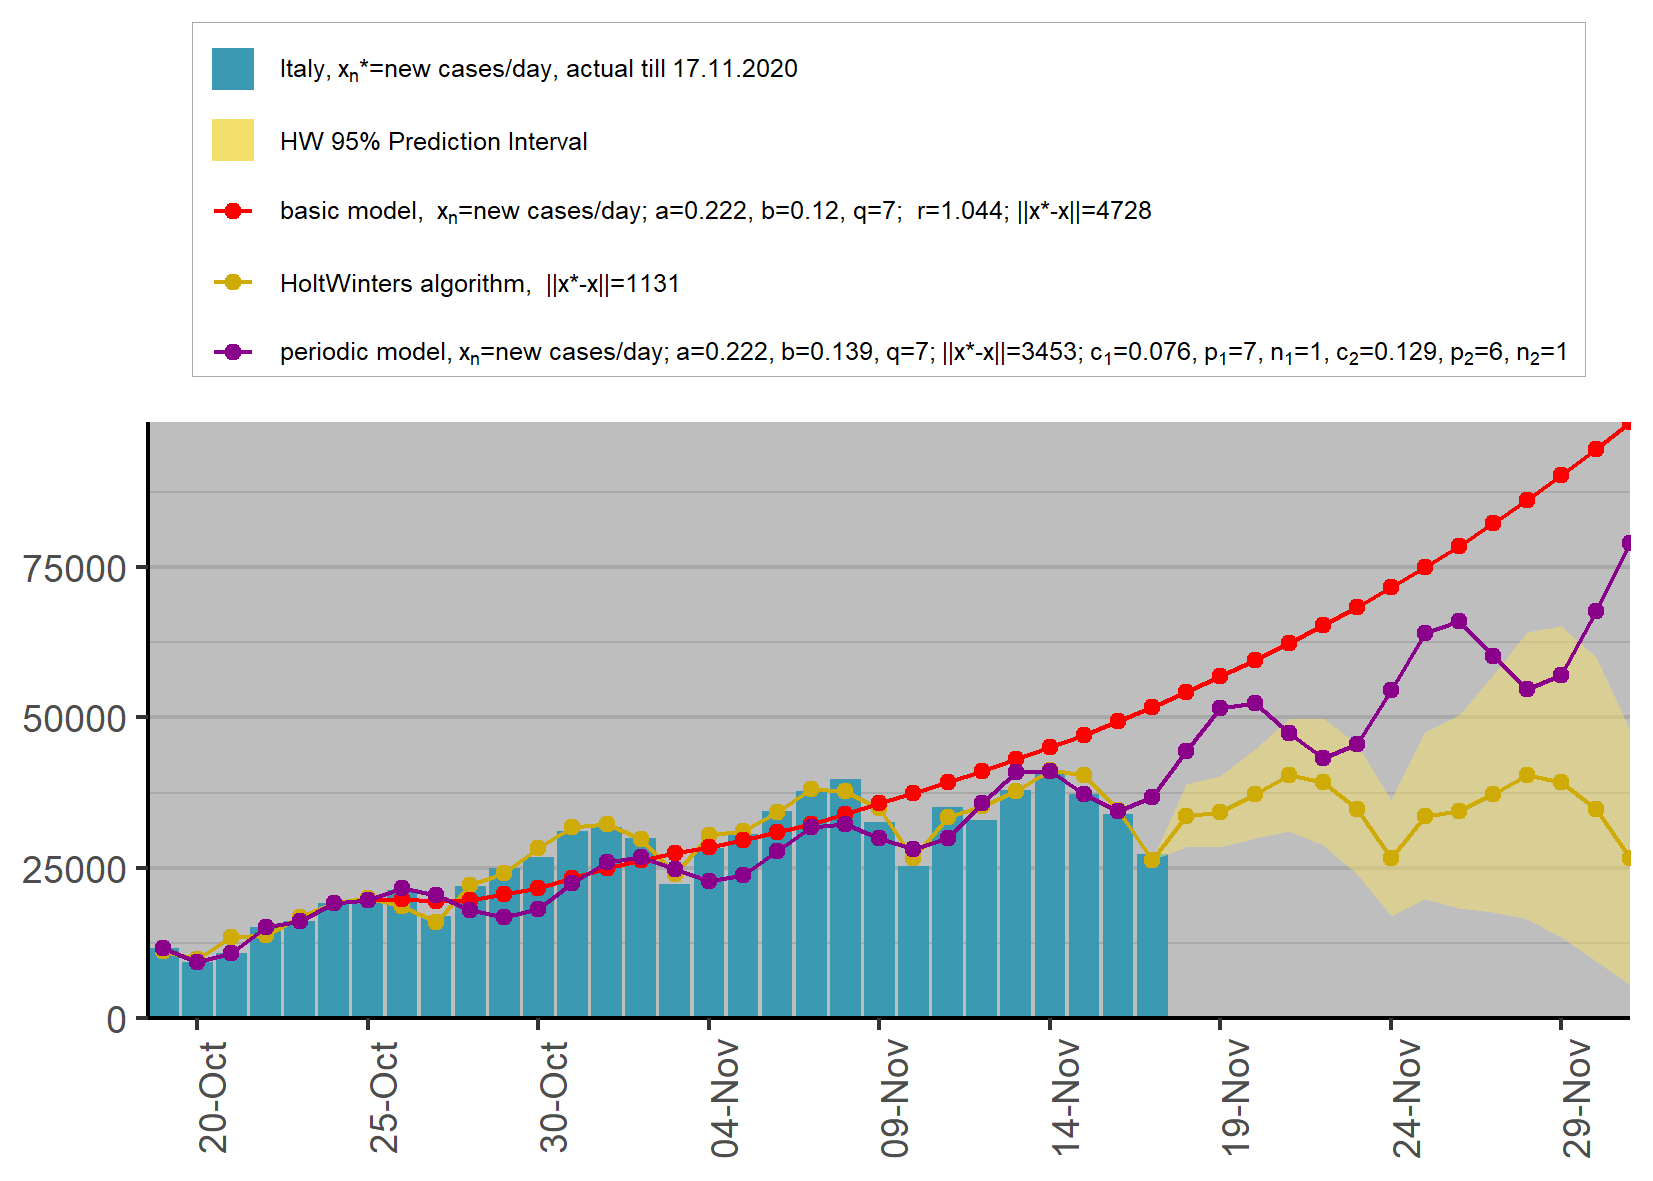 Italy, xn*=new cases/day, actual till 17.11.2020
HW 95% Prediction Interval
basic model,  xn=new cases/day; a=0.222, b=0.12, q=7;  r=1.044; ||x*-x||=4728
HoltWinters algorithm,  ||x*-x||=1131
periodic model, xn=new cases/day; a=0.222, b=0.139, q=7; ||x*-x||=3453; c1=0.076, p1=7, n1=1, c2=0.129, p2=6, n2=1
75000
50000
25000
0
20-Oct
25-Oct
30-Oct
04-Nov
09-Nov
14-Nov
19-Nov
24-Nov
29-Nov